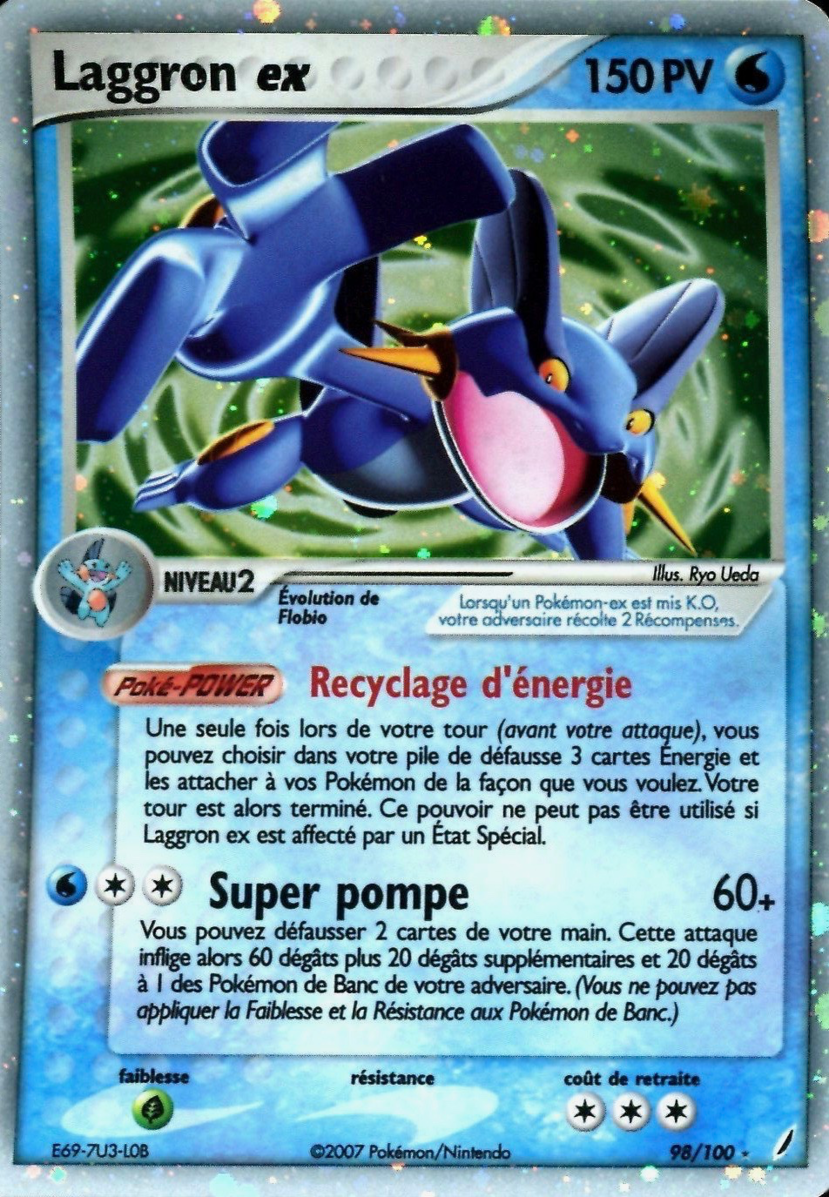 Laggron ex 150 PV
Illus. Ryo Ueda
NIVEAU 2
Évolution de
Flobio
Lorsqu'un Pokémon-ex est mis K.O,
votre adversaire récolte 2 Récompenses.
Poké-POWER Recyclage d'énergie
Une seule fois lors de votre tour (avant votre attaque), vous
pouvez choisir dans votre pile de défausse 3 cartes Énergie et
les attacher à vos Pokémon de la façon que vous voulez. Votre
tour est alors terminé. Ce pouvoir ne peut pas être utilisé si
Laggron ex est affecté par un État Spécial.
Super pompe 60+
Vous pouvez défausser 2 cartes de votre main. Cette attaque
inflige alors 60 dégâts plus 20 dégâts supplémentaires et 20 dégâts
à 1 des Pokémon de Banc de votre adversaire. (Vous ne pouvez pas
appliquer la Faiblesse et la Résistance aux Pokémon de Banc.)
faiblesse résistance coût de retraite
E69-7U3-L0B ©2007 Pokémon/Nintendo 98/100 ★